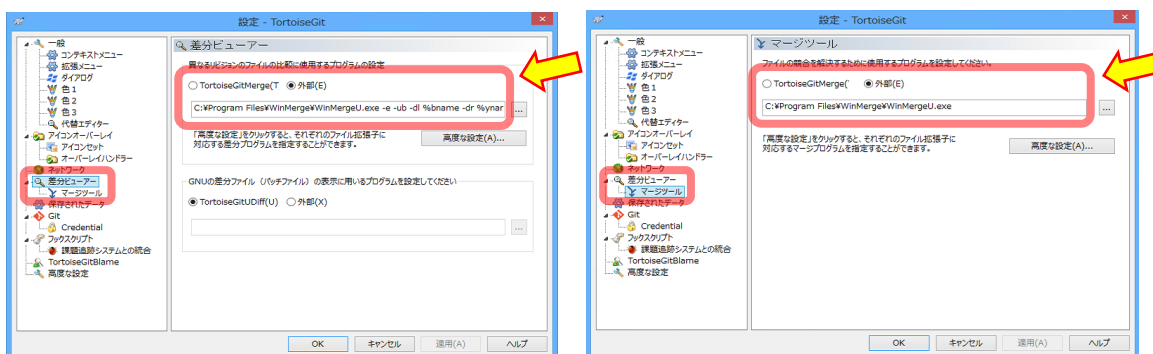 設定 - TortoiseGit
一般
コンテキストメニュー
拡張メニュー
ダイアログ
色 1
色 2
色 3
代替エディター
アイコンオーバーレイ
アイコンセット
オーバーレイハンドラー
ネットワーク
差分ビューアー
マージツール
保存されたデータ
Git
Credential
フックスクリプト
課題追跡システムとの統合
TortoiseGitBlame
高度な設定
差分ビューアー
異なるリビジョンのファイルの比較に使用するプログラムの設定
TortoiseGitMerge(T 外部(E)
C:¥Program Files¥WinMerge¥WinMergeU.exe -e -ub -dl %bname -dr %ynar
...
「高度な設定」をクリックすると、それぞれのファイル拡張子に
対応する差分プログラムを指定することができます。
高度な設定(A)...
GNUの差分ファイル（パッチファイル）の表示に用いるプログラムを設定してください
TortoiseGitUDiff(U) 外部(X)
...
OK キャンセル 適用(A) ヘルプ
設定 - TortoiseGit
一般
コンテキストメニュー
拡張メニュー
ダイアログ
色 1
色 2
色 3
代替エディター
アイコンオーバーレイ
アイコンセット
オーバーレイハンドラー
ネットワーク
差分ビューアー
マージツール
保存されたデータ
Git
Credential
フックスクリプト
課題追跡システムとの統合
TortoiseGitBlame
高度な設定
マージツール
ファイルの競合を解決するために使用するプログラムを設定してください。
TortoiseGitMerge( 外部(E)
C:¥Program Files¥WinMerge¥WinMergeU.exe
...
「高度な設定」をクリックすると、それぞれのファイル拡張子に
対応するマージプログラムを指定することができます。
高度な設定(A)...
OK キャンセル 適用(A) ヘルプ